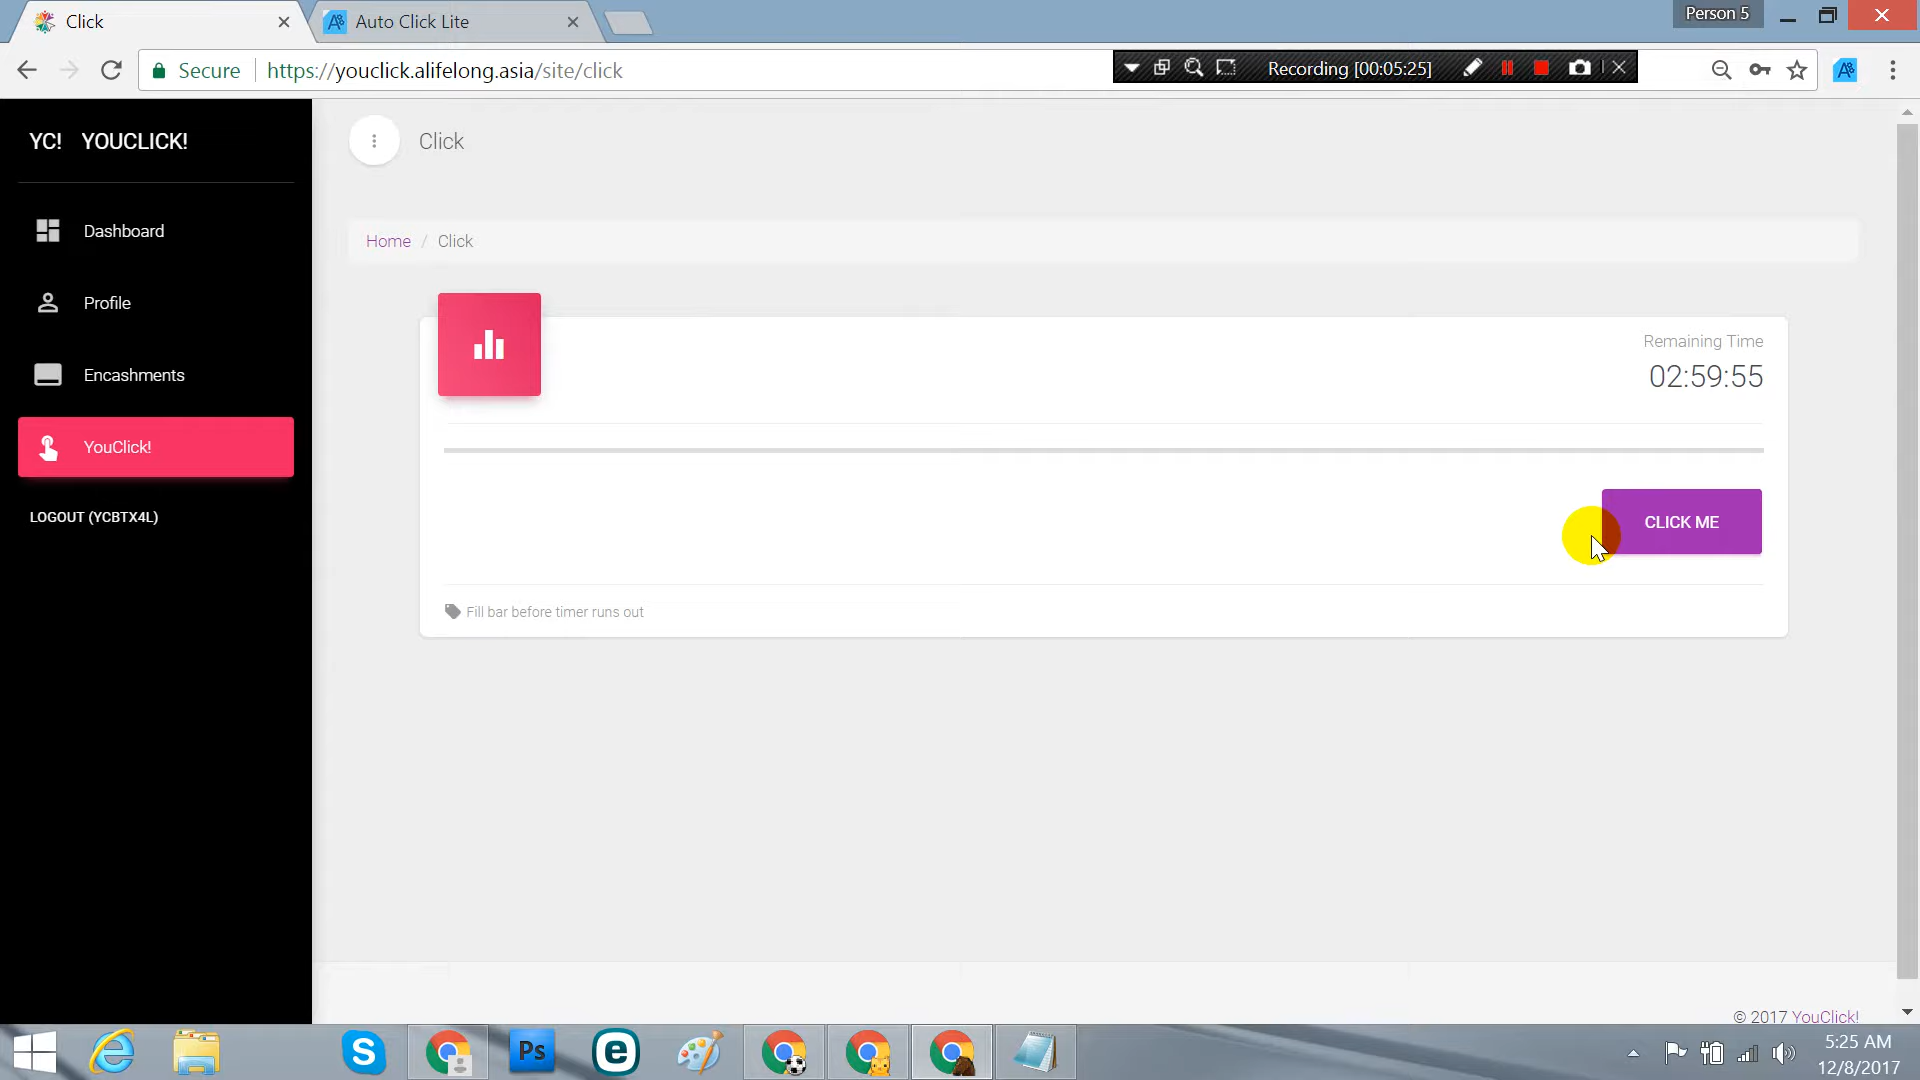 Click
Auto Click Lite
Person 5
Secure
https://youclick.alifelong.asia/site/click
Recording [00:05:25]
YC! YOUCLICK!
Click
Dashboard
Home / Click
Profile
Remaining Time
02:59:55
Encashments
YouClick!
LOGOUT (YCBTX4L)
CLICK ME
Fill bar before timer runs out
© 2017 YouClick!
Ps
5:25 AM
12/8/2017